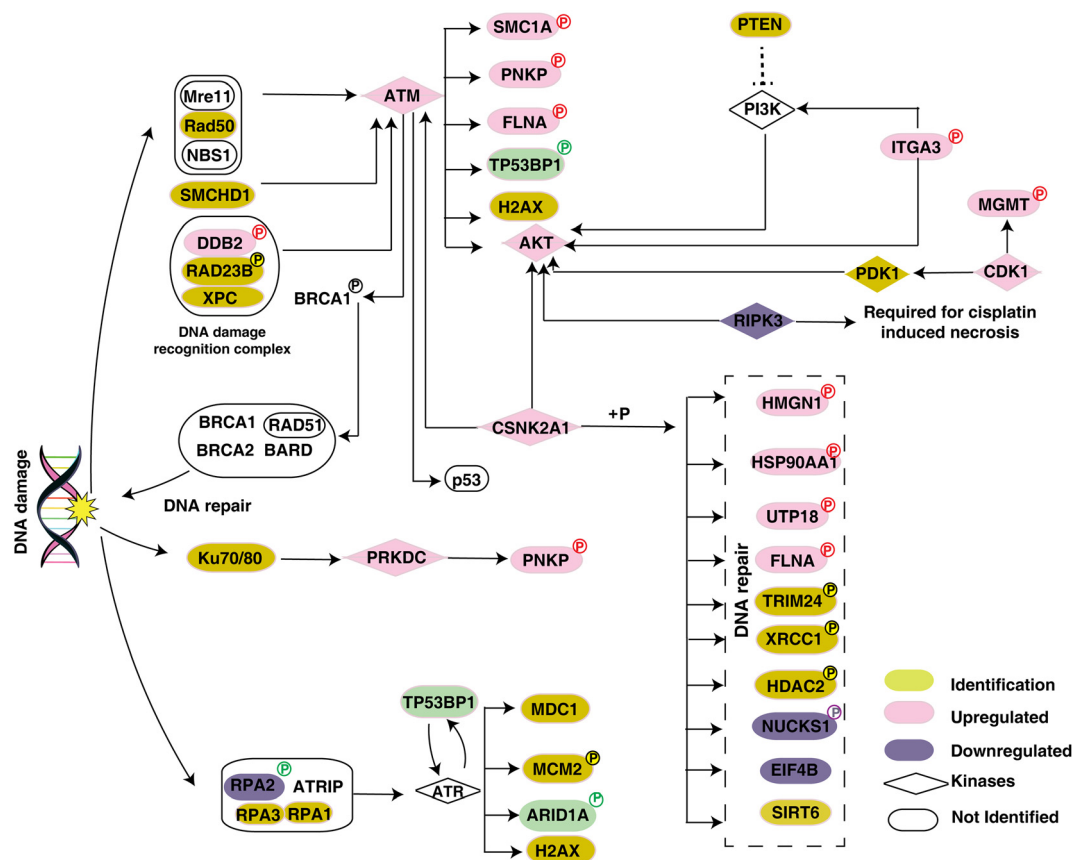 SMC1A P
PTEN
Mre11
ATM
PNKP P
PI3K
Rad50
FLNA P
ITGA3 P
NBS1
TP53BP1 P
SMCHD1
H2AX
MGMT P
DDB2 P
AKT
RAD23B P
PDK1
CDK1
XPC
BRCA1 P
DNA damage
recognition complex
RIPK3
Required for cisplatin
induced necrosis
HMGN1 P
BRCA1 RAD51
CSNK2A1
+P
BRCA2 BARD
HSP90AA1 P
p53
DNA damage
DNA repair
UTP18 P
Ku70/80
PRKDC
PNKP P
FLNA P
DNA repair
TRIM24 P
XRCC1 P
HDAC2 P
Identification
TP53BP1
MDC1
NUCKS1 P
Upregulated
Downregulated
RPA2 P
ATRIP
ATR
MCM2 P
EIF4B
Kinases
RPA3 RPA1
ARID1A P
SIRT6
Not Identified
H2AX